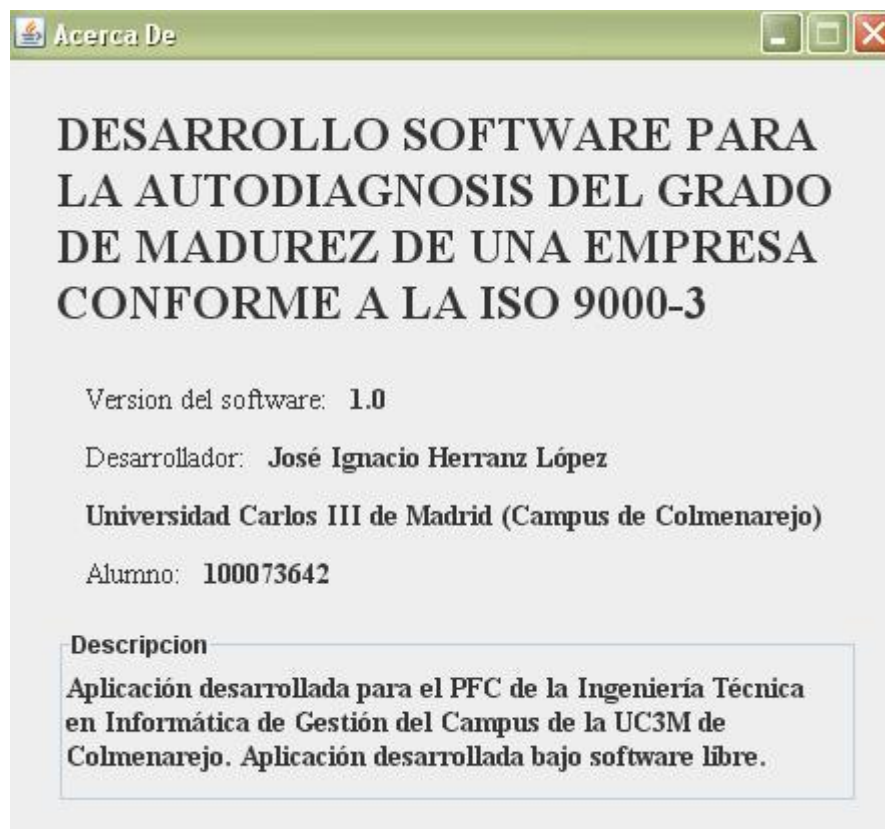 Acerca De
DESARROLLO SOFTWARE PARA
LA AUTODIAGNOSIS DEL GRADO
DE MADUREZ DE UNA EMPRESA
CONFORME A LA ISO 9000-3
Version del software: 1.0
Desarrollador: José Ignacio Herranz López
Universidad Carlos III de Madrid (Campus de Colmenarejo)
Alumno: 100073642
Descripcion
Aplicación desarrollada para el PFC de la Ingeniería Técnica
en Informática de Gestión del Campus de la UC3M de
Colmenarejo. Aplicación desarrollada bajo software libre.